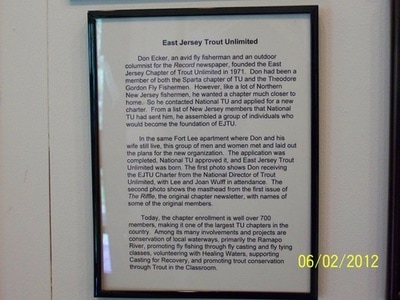 East Jersey Trout Unlimited
Don Ecker, an avid fly fisherman and an outdoor
columnist for the Record newspaper, founded the East
Jersey Chapter of Trout Unlimited in 1971. Don had been a
member of both the Sparta chapter of TU and the Theodore
Gordon Fly Fishermen. However, like a lot of Northern
New Jersey fishermen, he wanted a chapter much closer to
home. So he contacted National TU and applied for a new
charter. From a list of New Jersey members that National
TU had sent him, he assembled a group of individuals who
would become the foundation of EJTU.
In the same Fort Lee apartment where Don and his
wife still live, this group of men and women met and laid out
the plans for the new organization. The application was
completed, National TU approved it, and East Jersey Trout
Unlimited was born. The first photo shows Don receiving
the EJTU Charter from the National Director of Trout
Unlimited, with Lee and Joan Wulff in attendance. The
second photo shows the masthead from the first issue of
The Riffle, the original chapter newsletter, with names of
some of the original members.
Today, the chapter enrollment is well over 700
members, making it one of the largest TU chapters in the
country. Among its many involvements and projects are
conservation of local waterways, primarily the Ramapo
River, promoting fly fishing through fly casting and fly tying
classes, volunteering with Healing Waters, supporting
Casting for Recovery, and promoting trout conservation
through Trout in the Classroom.
06/02/2012